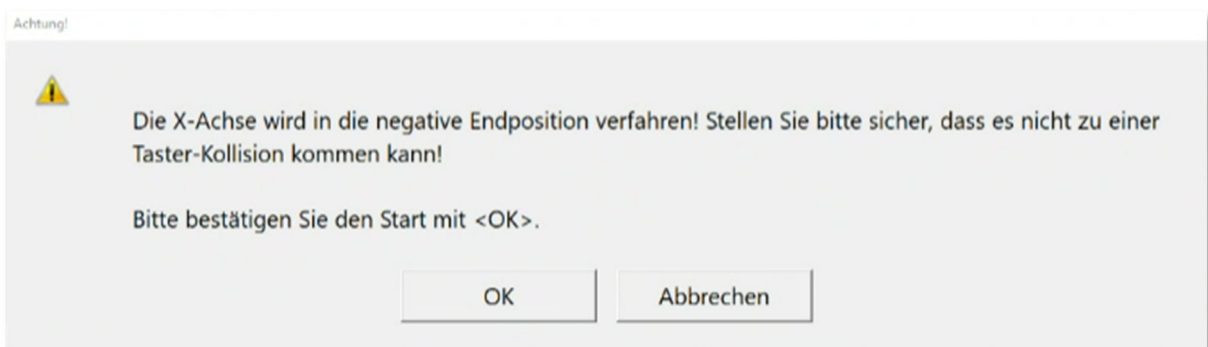 Achtung!
Die X-Achse wird in die negative Endposition verfahren! Stellen Sie bitte sicher, dass es nicht zu einer
Taster-Kollision kommen kann!
Bitte bestätigen Sie den Start mit <OK>.
OK
Abbrechen